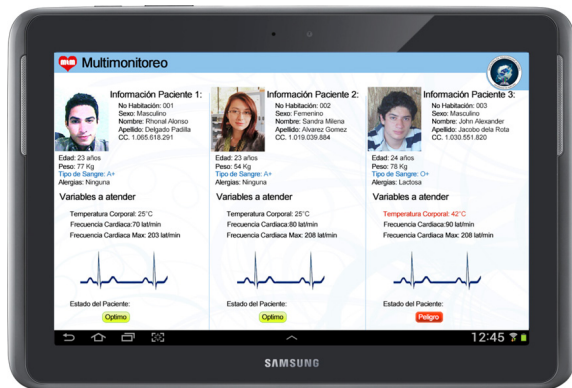 MLM
Multimonitoreo
Información Paciente 1:
No Habitación: 001
Sexo: Masculino
Nombre: Rhonal Alonso
Apellido: Delgado Padilla
CC. 1.065.618.291
Edad: 23 años
Peso: 77 Kg
Tipo de Sangre: A+
Alergias: Ninguna
Variables a atender
Temperatura Corporal: 25°C
Frecuencia Cardiaca:70 lat/min
Frecuencia Cardiaca Max: 203 lat/min
Estado del Paciente:
Optimo
Información Paciente 2:
No Habitación: 002
Sexo: Femenino
Nombre: Sandra Milena
Apellido: Alvarez Gomez
CC. 1.019.039.884
Edad: 23 años
Peso: 54 Kg
Tipo de Sangre: A+
Alergias: Ninguna
Variables a atender
Temperatura Corporal: 25°C
Frecuencia Cardiaca:80 lat/min
Frecuencia Cardiaca Max: 208 lat/min
Estado del Paciente:
Optimo
Información Paciente 3:
No Habitación: 003
Sexo: Masculino
Nombre: John Alexander
Apellido: Jacobo dela Rota
CC. 1.030.551.820
Edad: 24 años
Peso: 78 Kg
Tipo de Sangre: O+
Alergias: Lactosa
Variables a atender
Temperatura Corporal: 42°C
Frecuencia Cardiaca:90 lat/min
Frecuencia Cardiaca Max: 208 lat/min
Estado del Paciente:
Peligro
12:45
SAMSUNG